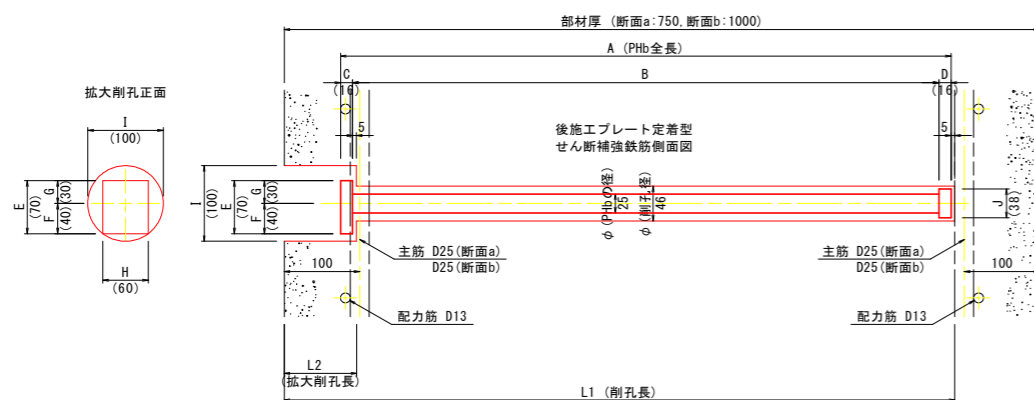 部材厚 (断面a:750,断面b:1000)
A (PHb全長)
C
(16)
B
D
(16)
拡大削孔正面
I
(100)
5
後施工プレート定着型
せん断補強鉄筋側面図
5
E
(70)
F
(40)
G
(30)
I
(100)
E
(70)
F
(40)
G
(30)
φ (PHbの径)
25
φ (削孔径)
46
J
(38)
H
(60)
100
主筋 D25(断面a)
D25(断面b)
主筋 D25(断面a)
D25(断面b)
100
配力筋 D13
配力筋 D13
L2
(拡大削孔長)
L1 (削孔長)